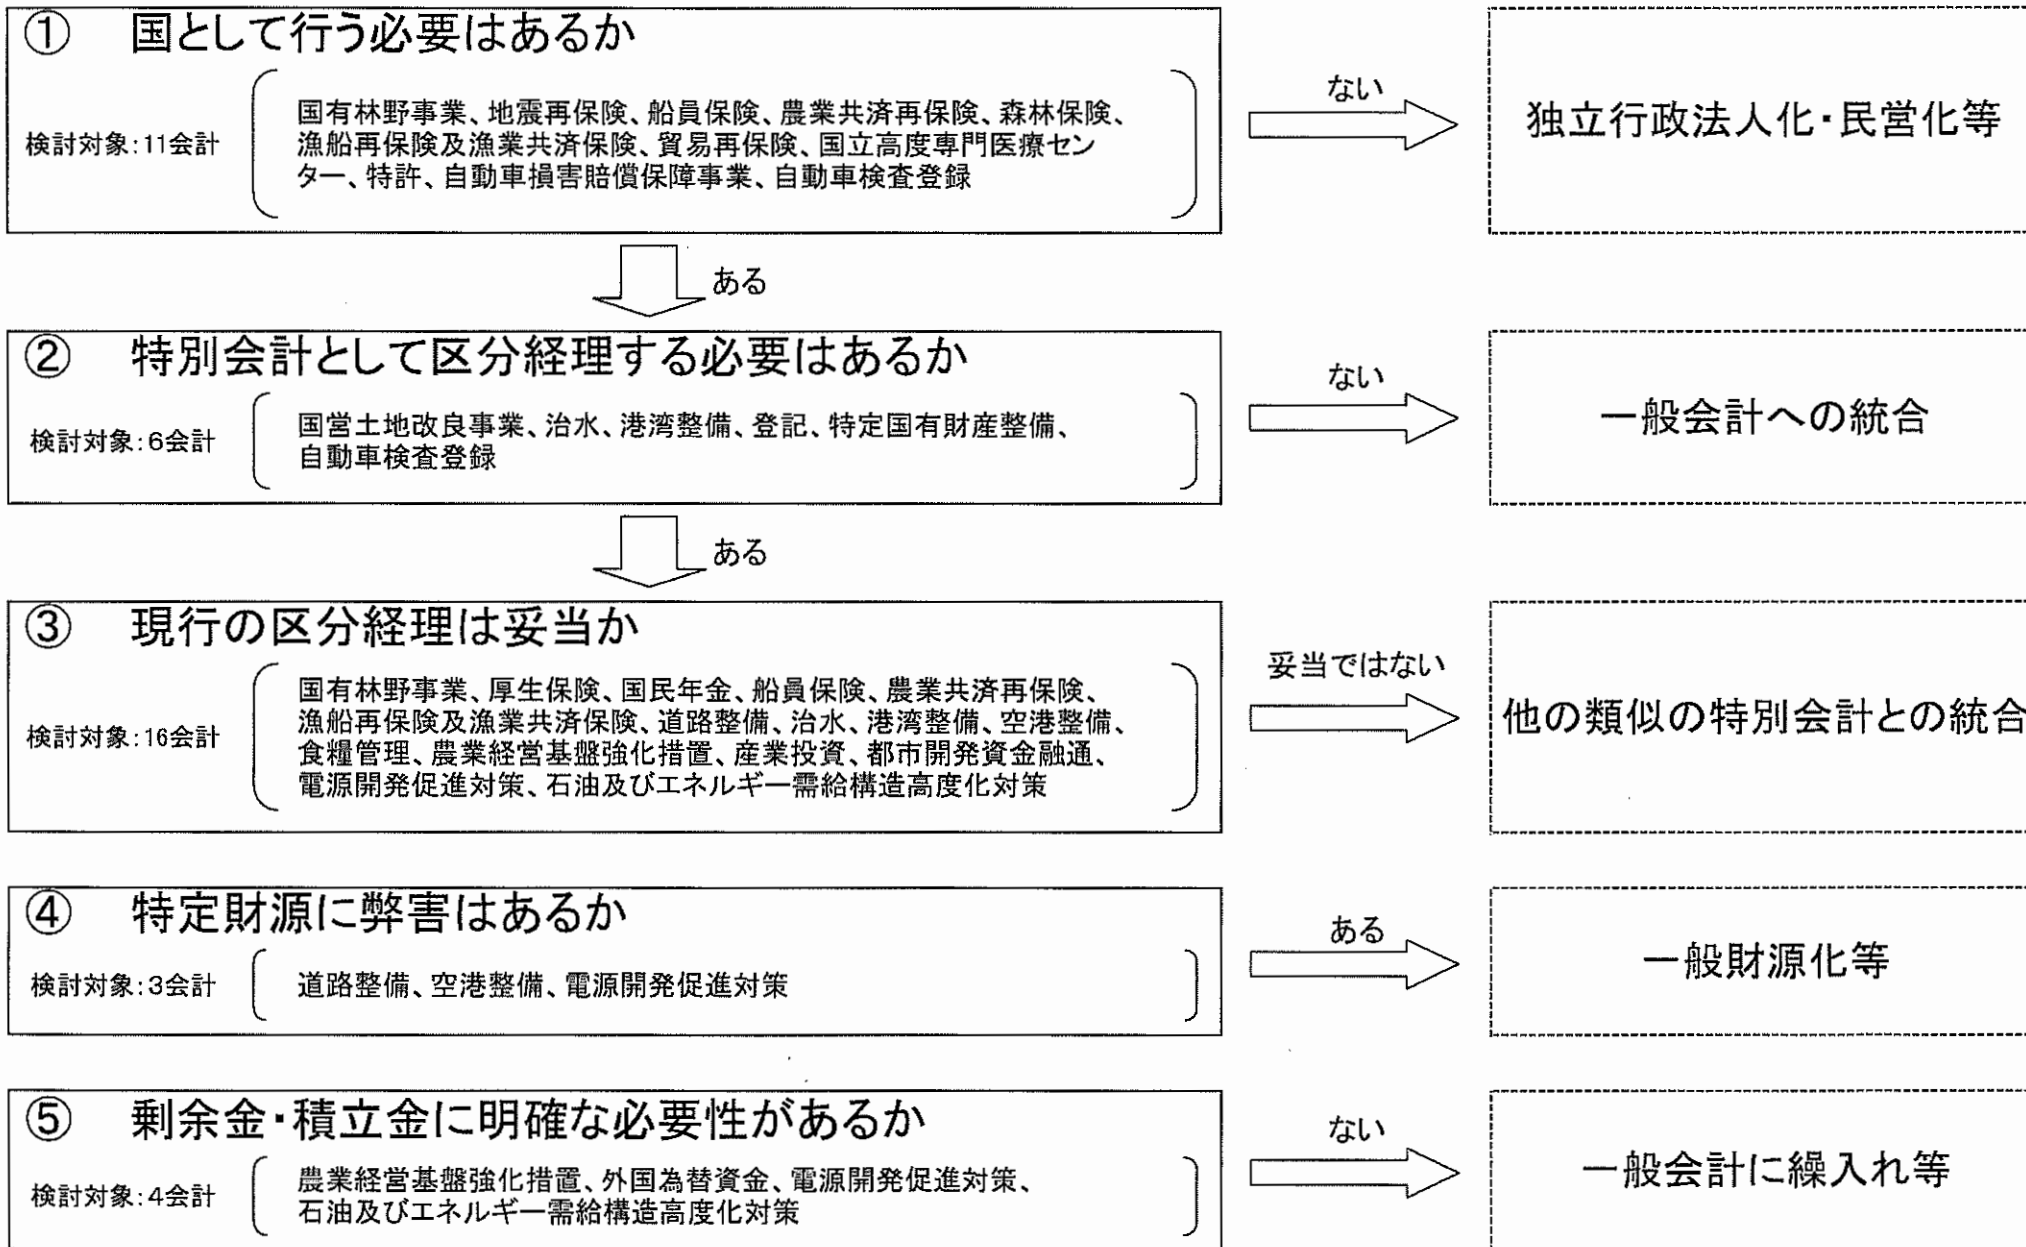 ① 国として行う必要はあるか
検討対象:11会計
国有林野事業、地震再保険、船員保険、農業共済再保険、森林保険、
漁船再保険及漁業共済保険、貿易再保険、国立高度専門医療セン
ター、特許、自動車損害賠償保障事業、自動車検査登録
ない
独立行政法人化・民営化等
ある
② 特別会計として区分経理する必要はあるか
検討対象:6会計
国営土地改良事業、治水、港湾整備、登記、特定国有財産整備、
自動車検査登録
ない
一般会計への統合
ある
③ 現行の区分経理は妥当か
検討対象:16会計
国有林野事業、厚生保険、国民年金、船員保険、農業共済再保険、
漁船再保険及漁業共済保険、道路整備、治水、港湾整備、空港整備、
食糧管理、農業経営基盤強化措置、産業投資、都市開発資金融通、
電源開発促進対策、石油及びエネルギー需給構造高度化対策
妥当ではない
他の類似の特別会計との統合
④ 特定財源に弊害はあるか
検討対象:3会計
道路整備、空港整備、電源開発促進対策
ある
一般財源化等
⑤ 剰余金・積立金に明確な必要性があるか
検討対象:4会計
農業経営基盤強化措置、外国為替資金、電源開発促進対策、
石油及びエネルギー需給構造高度化対策
ない
一般会計に繰入れ等